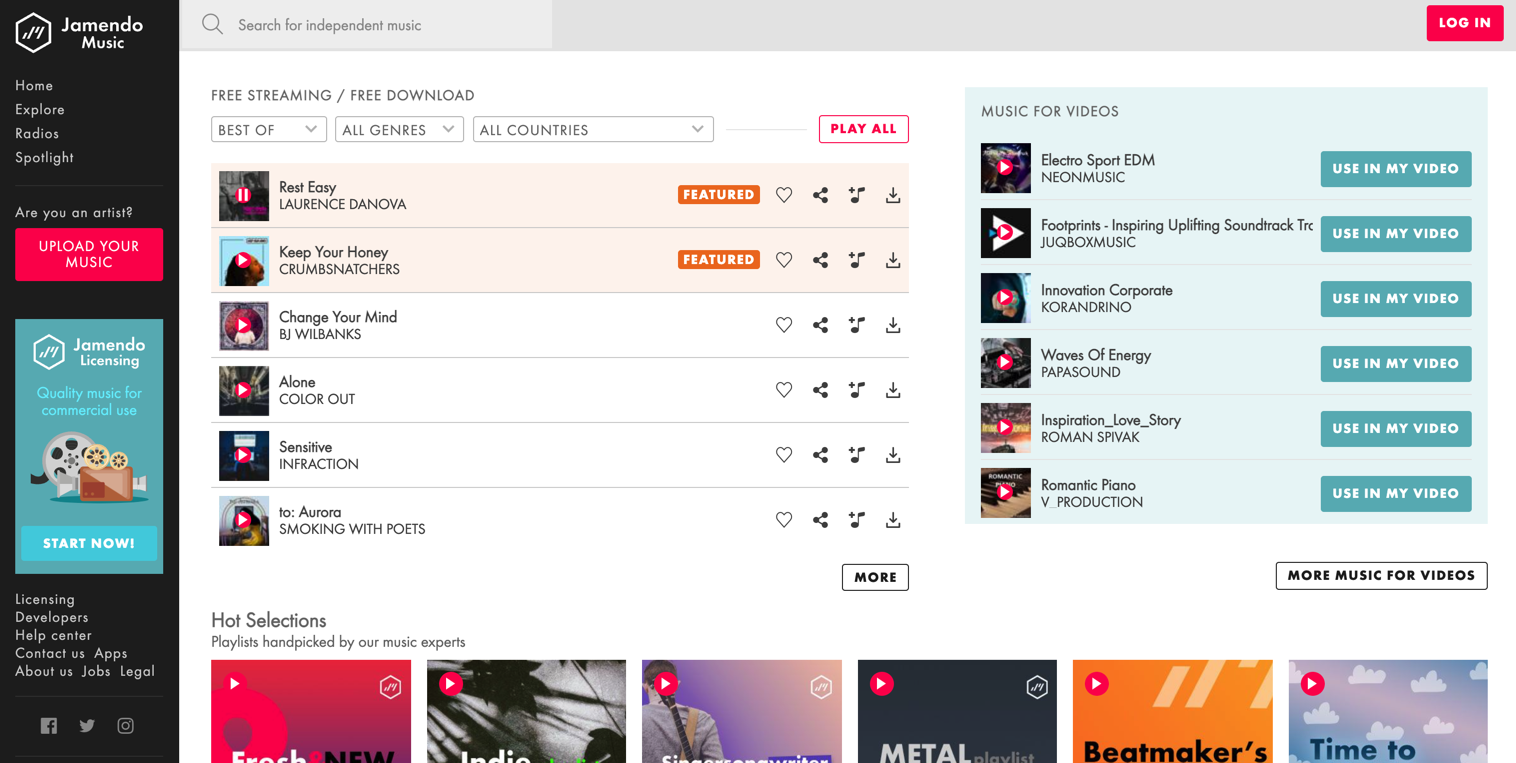 Jamendo
Music
Search for independent music
LOG IN
Home
Explore
Radios
Spotlight
Are you an artist?
UPLOAD YOUR
MUSIC
Jamendo
Licensing
Quality music for
commercial use
START NOW!
Licensing
Developers
Help center
Contact us Apps
About us Jobs Legal
FREE STREAMING / FREE DOWNLOAD
BEST OF
ALL GENRES
ALL COUNTRIES
PLAY ALL
Rest Easy
LAURENCE DANOVA
FEATURED
Keep Your Honey
CRUMBSNATCHERS
FEATURED
Change Your Mind
BJ WILBANKS
Alone
COLOR OUT
Sensitive
INFRACTION
to: Aurora
SMOKING WITH POETS
MORE
MUSIC FOR VIDEOS
Electro Sport EDM
NEONMUSIC
USE IN MY VIDEO
Footprints - Inspiring Uplifting Soundtrack Trc
JUQBOXMUSIC
USE IN MY VIDEO
Innovation Corporate
KORANDRINO
USE IN MY VIDEO
Waves Of Energy
PAPASOUND
USE IN MY VIDEO
Inspiration_Love_Story
ROMAN SPIVAK
USE IN MY VIDEO
ROMANTIC
PIANO
Romantic Piano
V_PRODUCTION
USE IN MY VIDEO
MORE MUSIC FOR VIDEOS
Hot Selections
Playlists handpicked by our music experts
Fresh&NEW
Indie
Singersongwriter
METAL playlist
Beatmaker's
Time to